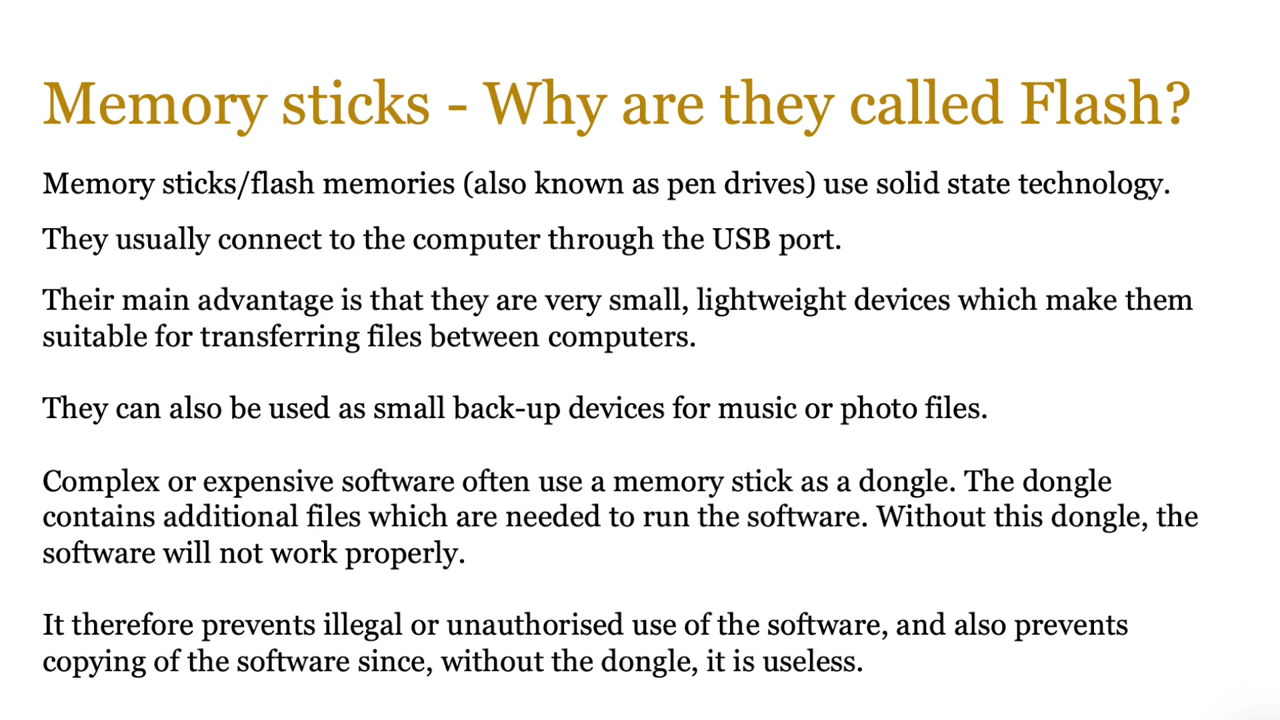 Memory sticks - Why are they called Flash?
Memory sticks/flash memories (also known as pen drives) use solid state technology.
They usually connect to the computer through the USB port.
Their main advantage is that they are very small, lightweight devices which make them
suitable for transferring files between computers.
They can also be used as small back-up devices for music or photo files.
Complex or expensive software often use a memory stick as a dongle. The dongle
contains additional files which are needed to run the software. Without this dongle, the
software will not work properly.
It therefore prevents illegal or unauthorised use of the software, and also prevents
copying of the software since, without the dongle, it is useless.